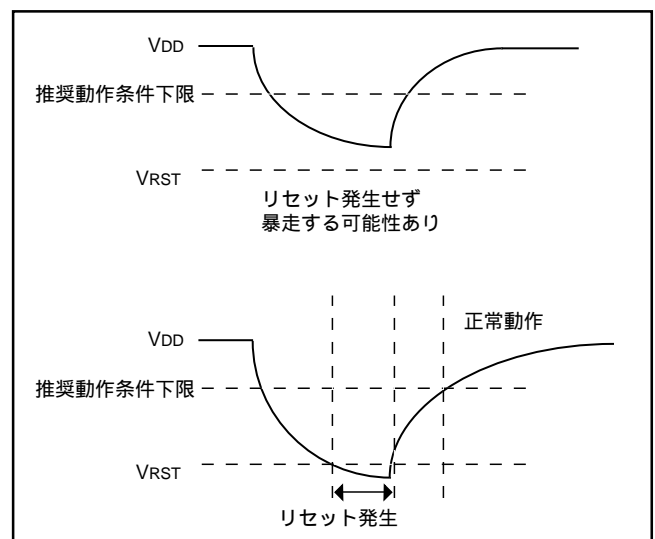 VDD
推奨動作条件下限
VRST
リセット発生せず
暴走する可能性あり
正常動作
VDD
推奨動作条件下限
VRST
リセット発生